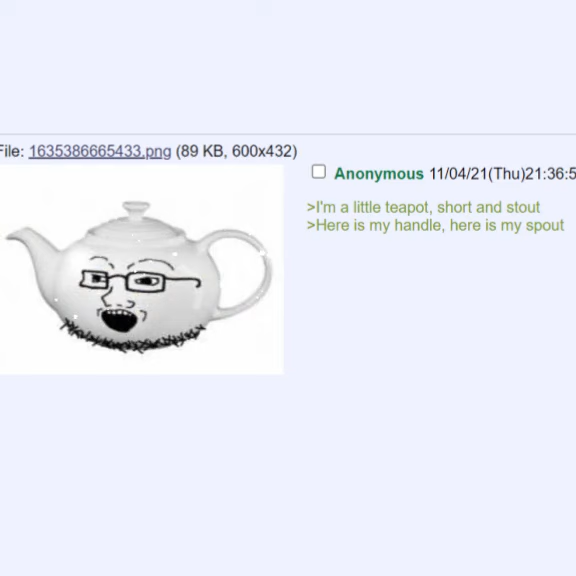 File: 1635386665433.png (89 KB, 600x432)
Anonymous 11/04/21(Thu)21:36:5
>I'm a little teapot, short and stout
>Here is my handle, here is my spout